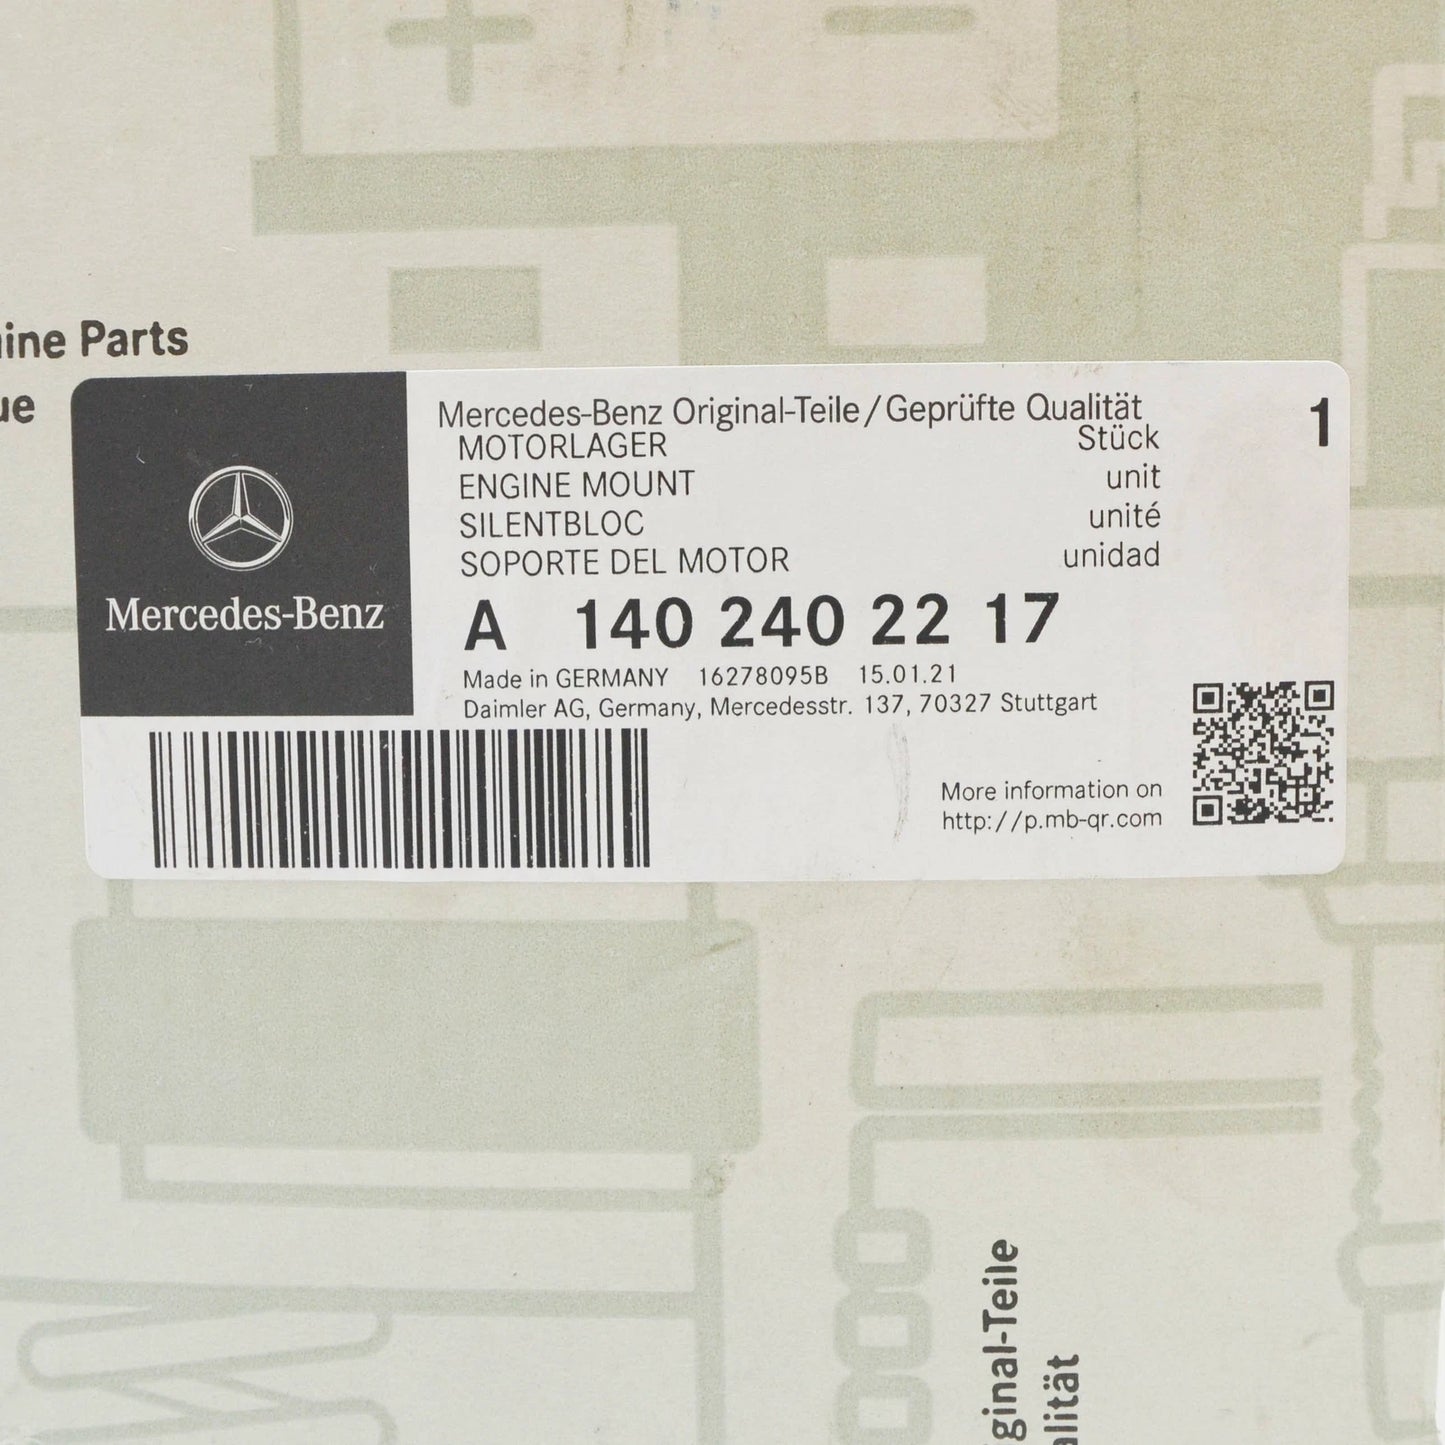 ine Parts
ue
Mercedes-Benz
Mercedes-Benz Original-Teile/Geprüfte Qualität
MOTORLAGER Stück 1
ENGINE MOUNT unit
SILENTBLOC unité
SOPORTE DEL MOTOR unidad
A 140 240 22 17
Made in GERMANY 16278095B 15.01.21
Daimler AG, Germany, Mercedesstr. 137, 70327 Stuttgart
More information on
http://p.mb-qr.com
ginal-Teile
alität